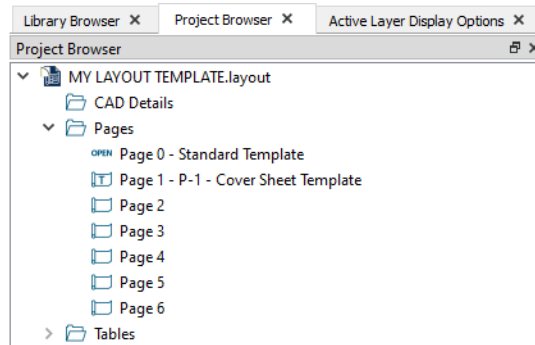 Library Browser Project Browser Active Layer Display Options
Project Browser
MY LAYOUT TEMPLATE.layout
CAD Details
Pages
OPEN Page 0 - Standard Template
T Page 1 - P-1 - Cover Sheet Template
Page 2
Page 3
Page 4
Page 5
Page 6
Tables